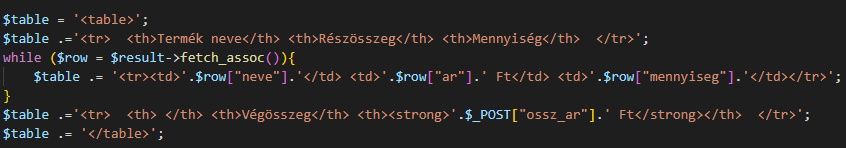 $table = '<table>';
$table .='<tr>  <th>Termék neve</th> <th>Részösszeg</th> <th>Mennyiség</th>  </tr>';
while ($row = $result->fetch_assoc()){
    $table .= '<tr><td>'.$row["neve"].'</td> <td>'.$row["ar"].' Ft</td> <td>'.$row["mennyiseg"].'</td></tr>';
}
$table .='<tr>  <th> </th> <th>Végösszeg</th> <th><strong>'.$_POST["ossz_ar"].' Ft</strong></th>  </tr>';
$table .= '</table>';